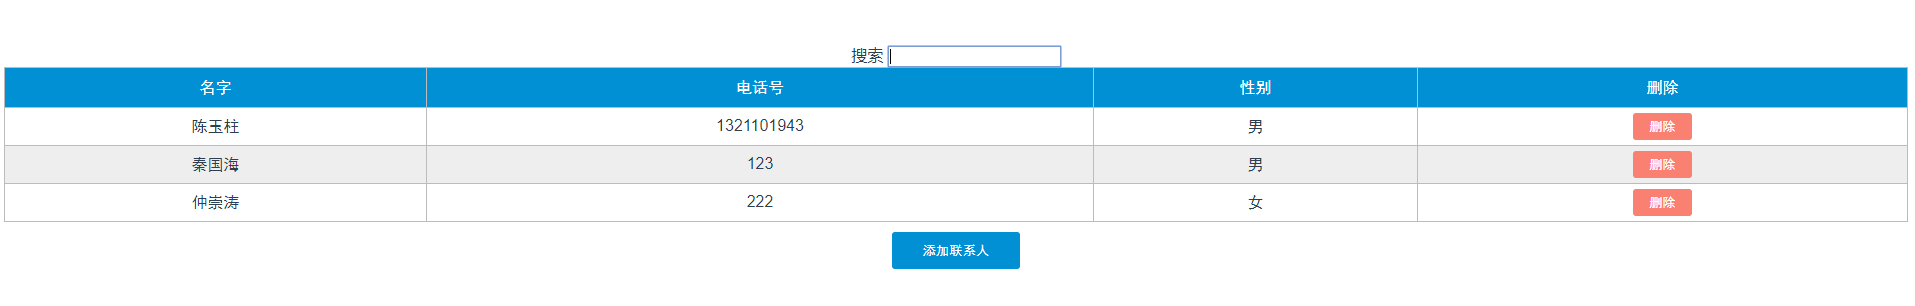 搜索
名字 电话号 性别 删除
陈玉柱 1321101943 男 删除
秦国海 123 男 删除
仲崇涛 222 女 删除
添加联系人